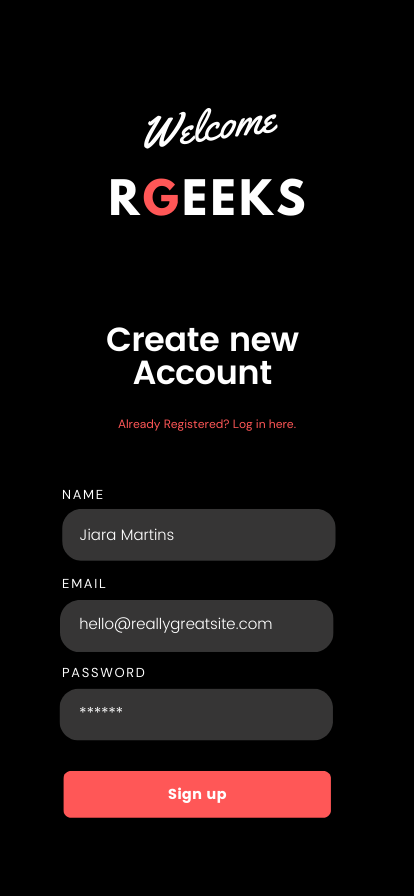 Welcome
RGEEKS
Create new
Account
Already Registered? Log in here.
NAME
Jiara Martins
EMAIL
hello@reallygreatsite.com
PASSWORD
******
Sign up